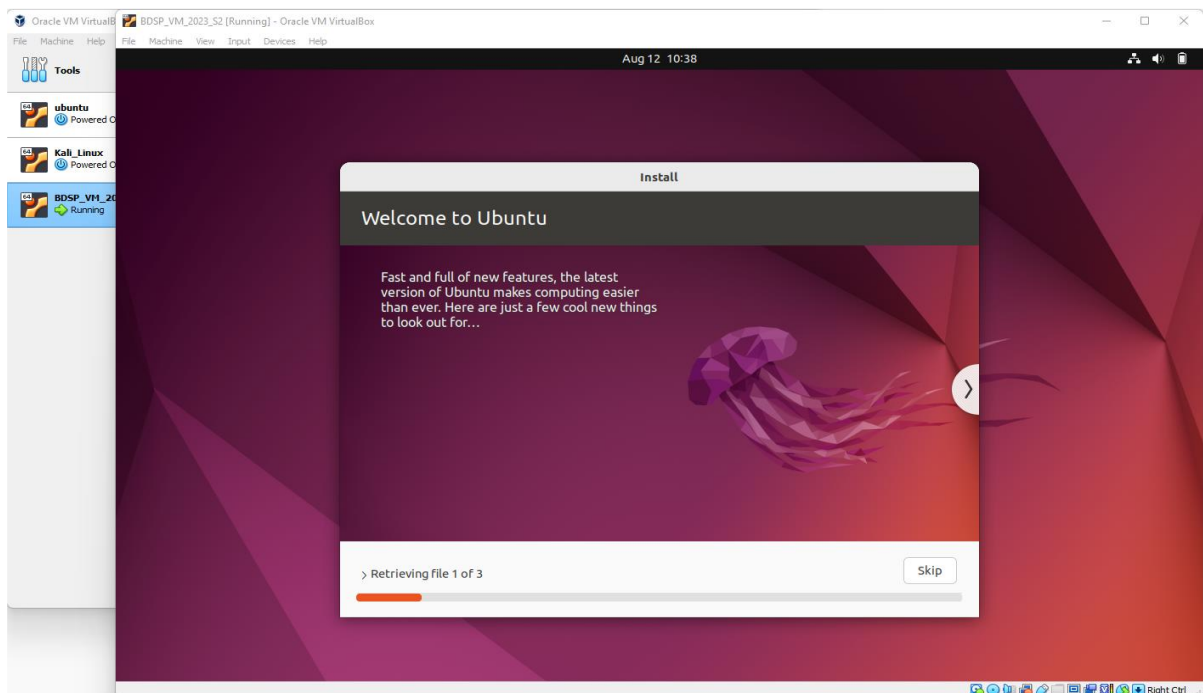 Oracle VM VirtualB
File Machine Help
Tools
64
ubuntu
Powered O
64
Kali_Linux
Powered O
64
BDSP_VM_20
Running
BDSP_VM_2023_S2 [Running] - Oracle VM VirtualBox
File Machine View Input Devices Help
Aug 12 10:38
Install
Welcome to Ubuntu
Fast and full of new features, the latest
version of Ubuntu makes computing easier
than ever. Here are just a few cool new things
to look out for...
Retrieving file 1 of 3
Skip
Right Ctrl